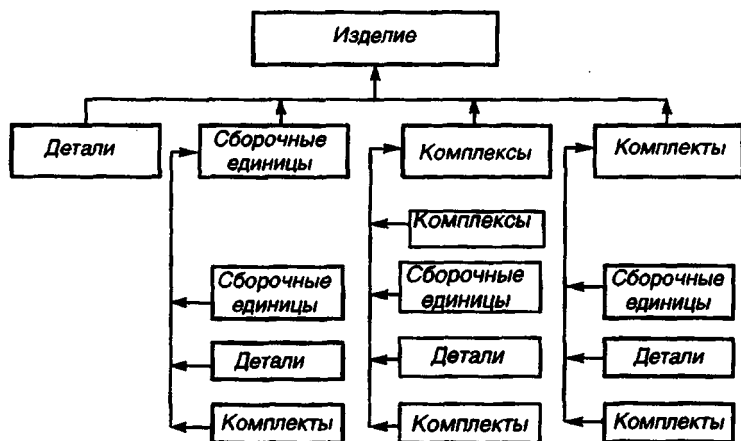 Изделие
Детали
Сборочные
единицы
Комплексы
Комплекты
Комплексы
Сборочные
единицы
Сборочные
единицы
Сборочные
единицы
Детали
Детали
Детали
Комплекты
Комплекты
Комплекты